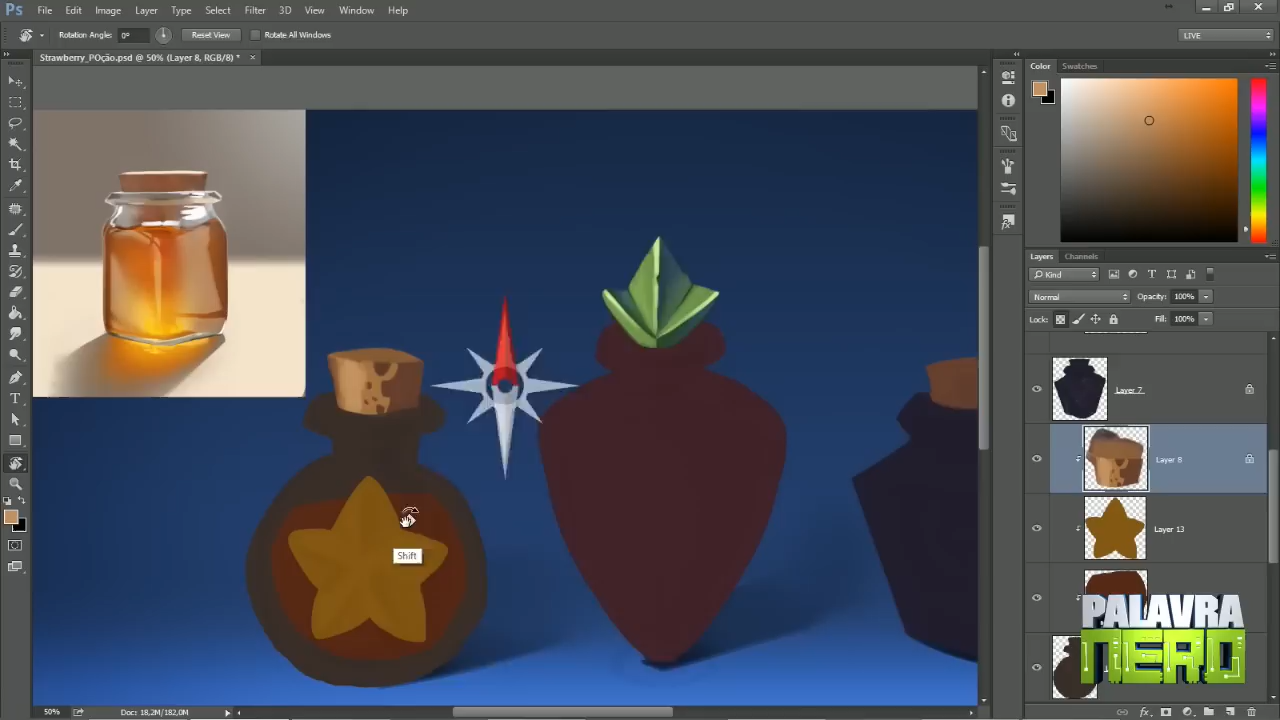 Ps File Edit Image Layer Type Select Filter 3D View Window Help
Rotation Angle: 0° Reset View Rotate All Windows LIVE
Strawberry_POção.psd @ 50% (Layer 8, RGB/8) * ×
Color Swatches
Layers Channels
Kind
Normal Opacity: 100%
Lock: Fill: 100%
Layer 7
Layer 8
Layer 13
Shift
PALAVRA
NERD
50% Doc: 18,2M/182,0M